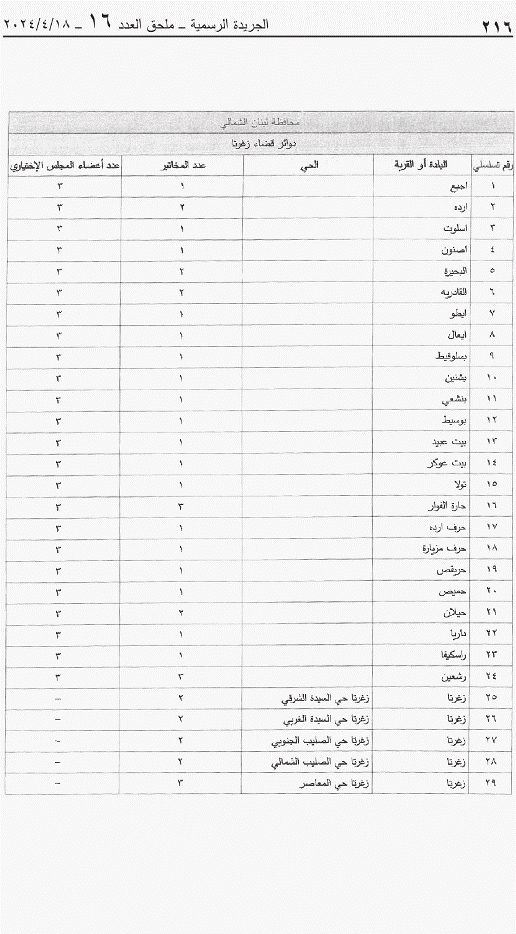 ٢١٦ الجريدة الرسمية ــ ملحق العدد ١٦ ــ ٢٠٢٤/٤/١٨
محافظة لبنان الشمالي
دوائر قضاء زغرتا
رقم تسلسلي البلدة أو القرية الحي عدد المخاتير عدد أعضاء المجلس الإختياري
١ اجبع ١ ٣
٢ ارده ٢ ٣
٣ اسلوت ١ ٣
٤ اصنون ١ ٣
٥ البحيرة ٢ ٣
٦ القادريه ٢ ٣
٧ ايطو ١ ٣
٨ ايعال ١ ٣
٩ بسلوقيط ١ ٣
١٠ بشنين ١ ٣
١١ بنشعي ١ ٣
١٢ بوسيط ١ ٣
١٣ بيت عبيد ١ ٣
١٤ بيت عوكر ١ ٣
١٥ تولا ١ ٣
١٦ حارة الفوار ٣ ٣
١٧ حرف ارده ١ ٣
١٨ حرف مزيارة ١ ٣
١٩ حريقص ١ ٣
٢٠ حميص ١ ٣
٢١ حيلان ٢ ٣
٢٢ داريا ١ ٣
٢٣ راسكيفا ١ ٣
٢٤ رشعين ٣ ٣
٢٥ زغرتا زغرتا حي السيدة الشرقي ٢ –
٢٦ زغرتا زغرتا حي السيدة الغربي ٢ –
٢٧ زغرتا زغرتا حي الصليب الجنوبي ٢ –
٢٨ زغرتا زغرتا حي الصليب الشمالي ٢ –
٢٩ زغرتا زغرتا حي المعاصر ٣ –